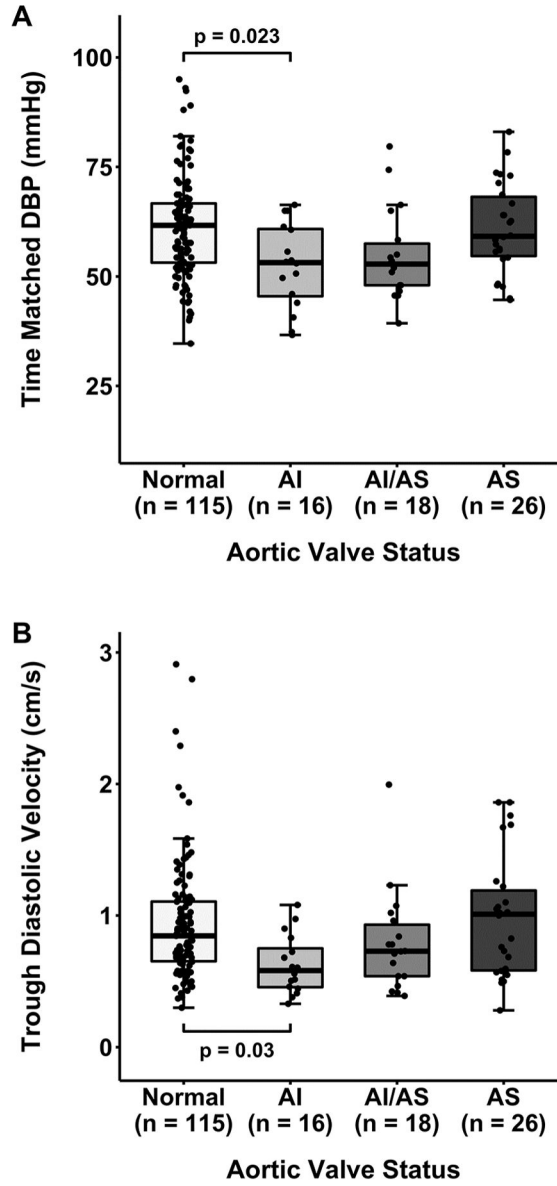 A
p = 0.023
Time Matched DBP (mmHg)
100
75
50
25
Normal AI AI/AS AS
(n = 115) (n = 16) (n = 18) (n = 26)
Aortic Valve Status
B
p = 0.03
Trough Diastolic Velocity (cm/s)
3
2
1
0
Normal AI AI/AS AS
(n = 115) (n = 16) (n = 18) (n = 26)
Aortic Valve Status